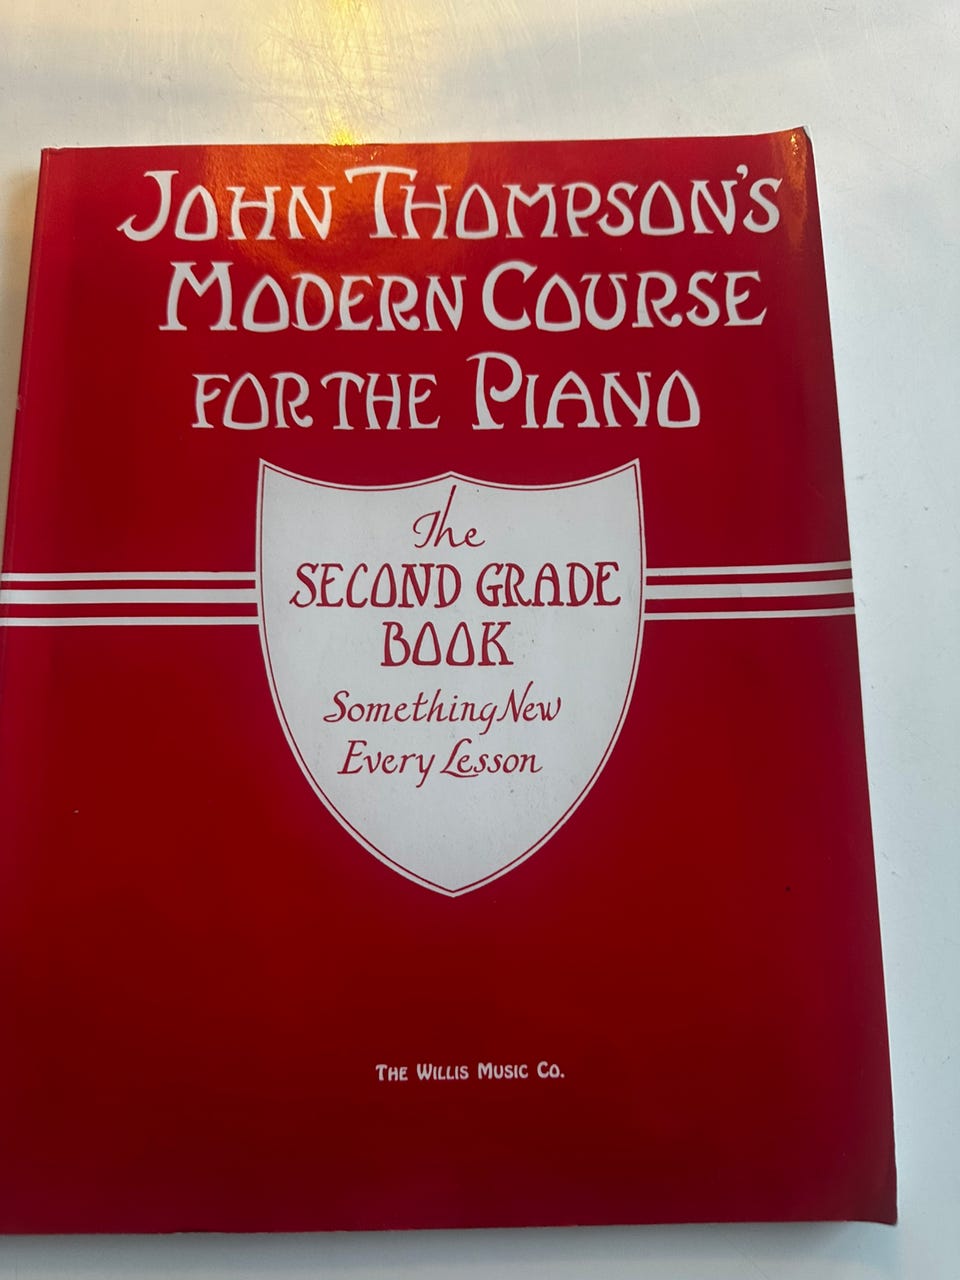 John Thompson's
Modern Course
for the Piano
The
Second Grade
Book
Something New
Every Lesson
The Willis Music Co.